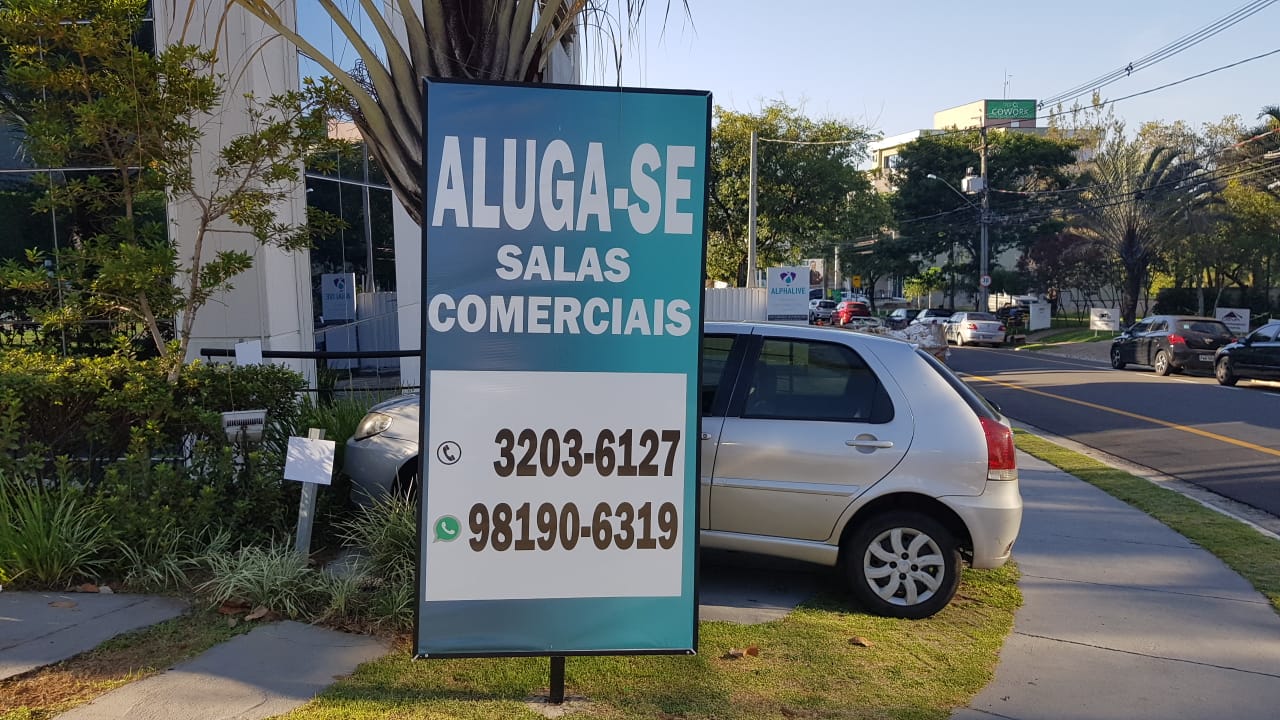 ALUGA-SE
SALAS
COMERCIAIS
3203-6127
98190-6319
COWORK
ALPHALIVE